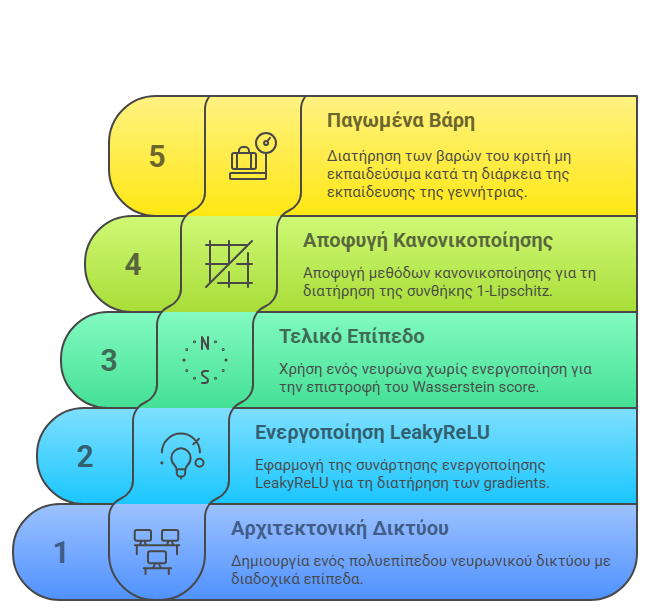 5
Παγωμένα Βάρη
Διατήρηση των βαρών του κριτή μη
εκπαιδεύσιμα κατά τη διάρκεια της
εκπαίδευσης της γεννήτριας.
4
Αποφυγή Κανονικοποίησης
Αποφυγή μεθόδων κανονικοποίησης για τη
διατήρηση της συνθήκης 1-Lipschitz.
3
N
S
Τελικό Επίπεδο
Χρήση ενός νευρώνα χωρίς ενεργοποίηση για
την επιστροφή του Wasserstein score.
2
Ενεργοποίηση LeakyReLU
Εφαρμογή της συνάρτησης ενεργοποίησης
LeakyReLU για τη διατήρηση των gradients.
1
Αρχιτεκτονική Δικτύου
Δημιουργία ενός πολυεπίπεδου νευρωνικού δικτύου με
διαδοχικά επίπεδα.